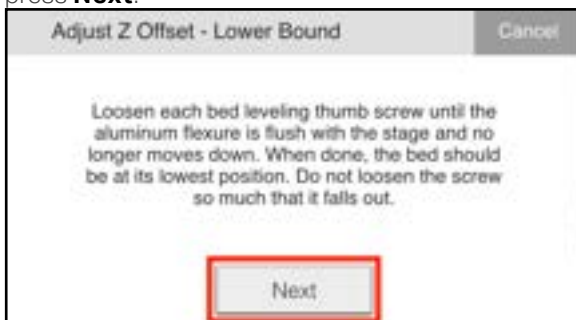 press Next.
Adjust Z Offset - Lower Bound
Cancel
Loosen each bed leveling thumb screw until the
aluminum flexure is flush with the stage and no
longer moves down. When done, the bed should
be at its lowest position. Do not loosen the screw
so much that it falls out.
Next